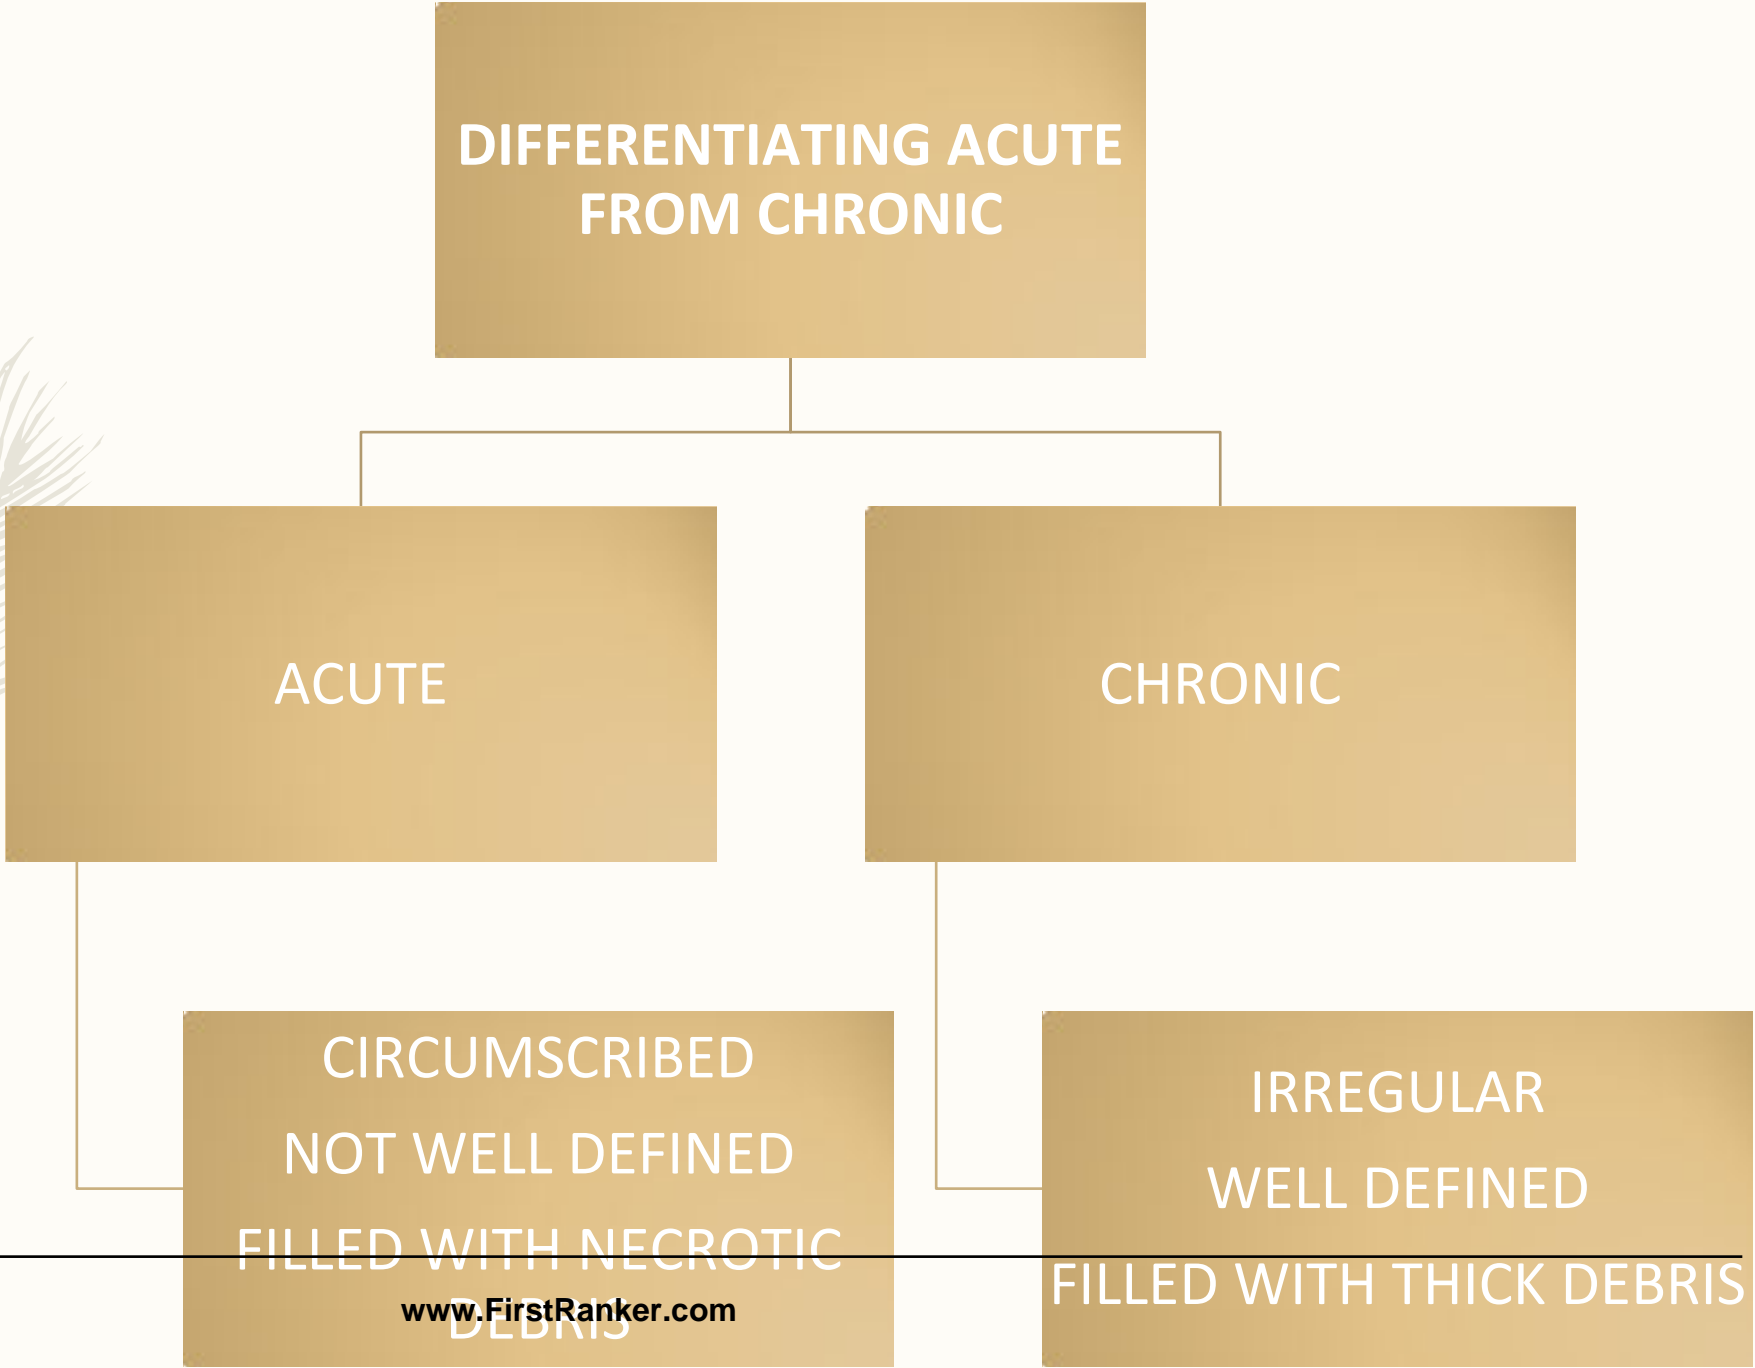 DIFFERENTIATING ACUTE
FROM CHRONIC
ACUTE
CHRONIC
CIRCUMSCRIBED
NOT WELL DEFINED
FILLED WITH NECROTIC
DEBRIS
IRREGULAR
WELL DEFINED
FILLED WITH THICK DEBRIS
www.FirstRanker.com